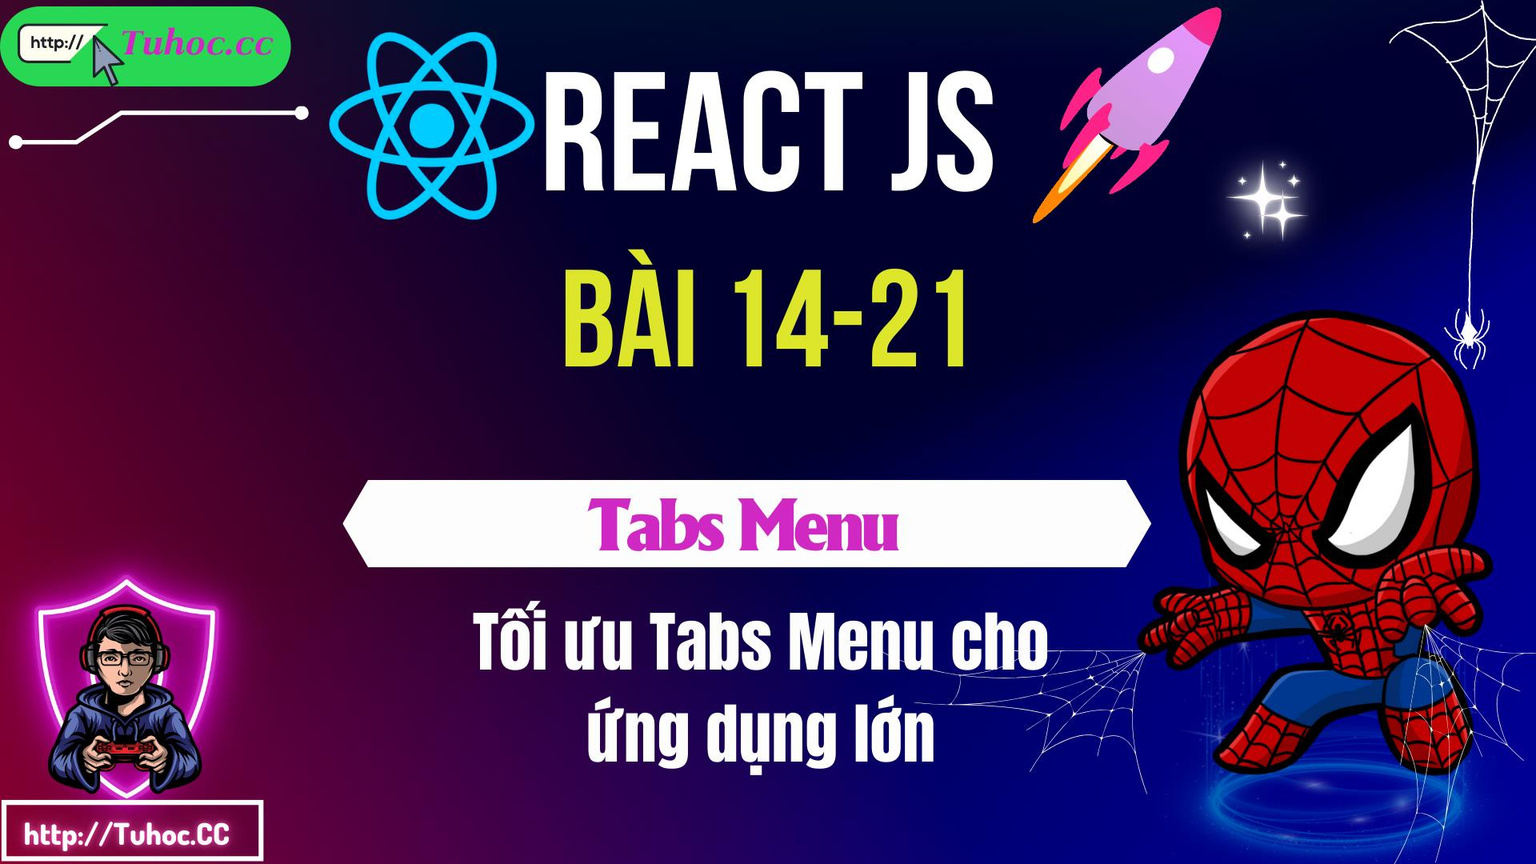 http://
Tuhoc.cc
REACT JS
BÀI 14-21
Tabs Menu
Tối ưu Tabs Menu cho
ứng dụng lớn
http://Tuhoc.CC